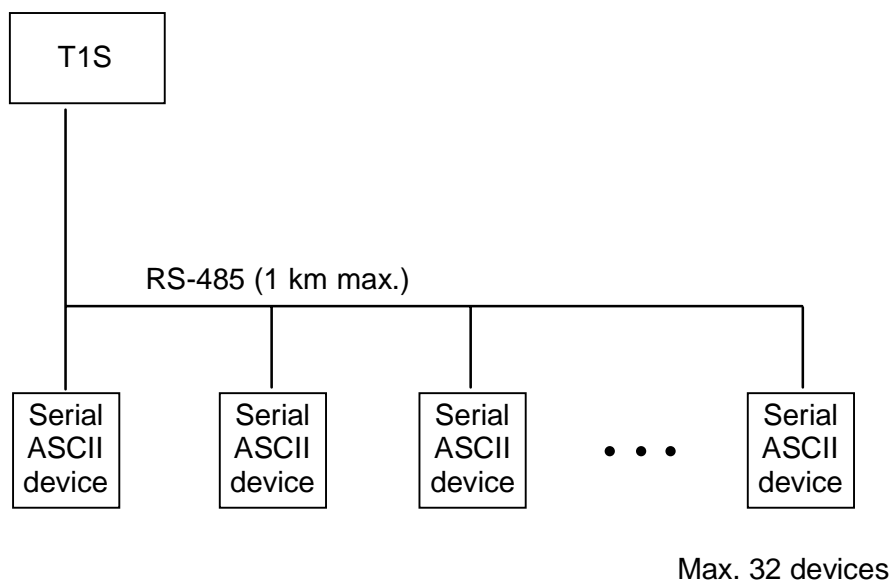 T1S
RS-485 (1 km max.)
Serial
ASCII
device
Serial
ASCII
device
Serial
ASCII
device
• • •
Serial
ASCII
device
Max. 32 devices